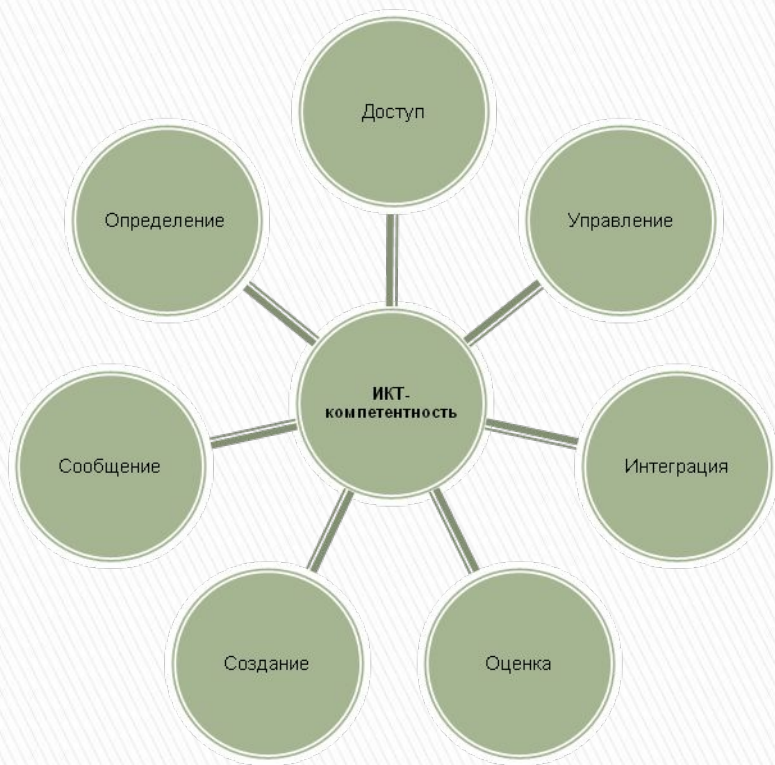 Доступ
Управление
Интеграция
Оценка
Создание
Сообщение
Определение
ИКТ-
компетентность